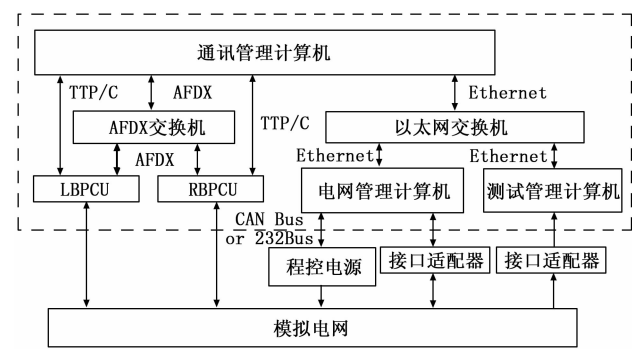 通讯管理计算机
TTP/C
AFDX
TTP/C
Ethernet
AFDX交换机
以太网交换机
AFDX
Ethernet
Ethernet
LBPCU
RBPCU
电网管理计算机
测试管理计算机
CAN Bus
or 232Bus
程控电源
接口适配器
接口适配器
模拟电网